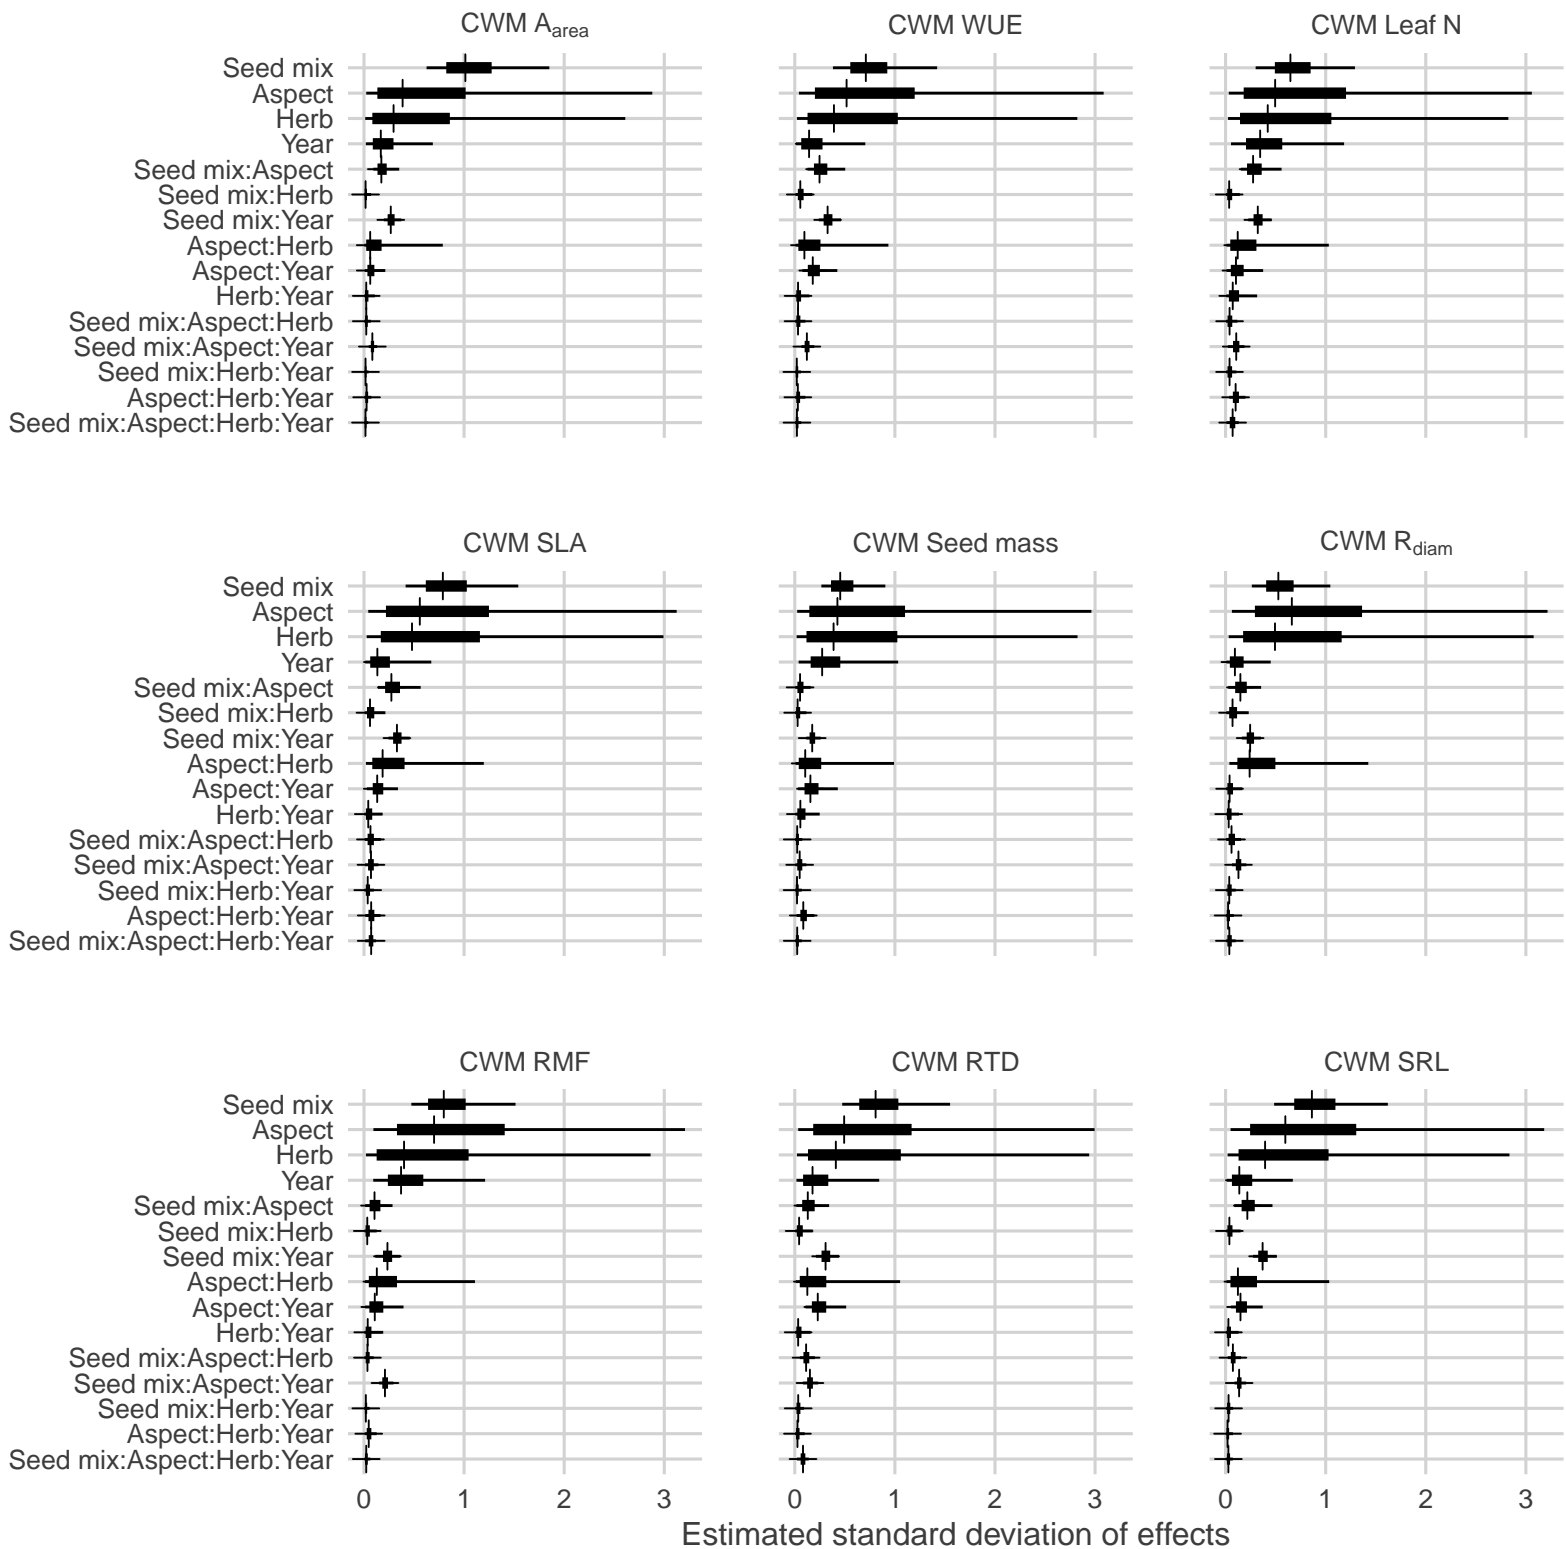 CWM Aarea CWM WUE CWM Leaf N
Seed mix
Aspect
Herb
Year
Seed mix:Aspect
Seed mix:Herb
Seed mix:Year
Aspect:Herb
Aspect:Year
Herb:Year
Seed mix:Aspect:Herb
Seed mix:Aspect:Year
Seed mix:Herb:Year
Aspect:Herb:Year
Seed mix:Aspect:Herb:Year
CWM SLA CWM Seed mass CWM Rdiam
Seed mix
Aspect
Herb
Year
Seed mix:Aspect
Seed mix:Herb
Seed mix:Year
Aspect:Herb
Aspect:Year
Herb:Year
Seed mix:Aspect:Herb
Seed mix:Aspect:Year
Seed mix:Herb:Year
Aspect:Herb:Year
Seed mix:Aspect:Herb:Year
CWM RMF CWM RTD CWM SRL
Seed mix
Aspect
Herb
Year
Seed mix:Aspect
Seed mix:Herb
Seed mix:Year
Aspect:Herb
Aspect:Year
Herb:Year
Seed mix:Aspect:Herb
Seed mix:Aspect:Year
Seed mix:Herb:Year
Aspect:Herb:Year
Seed mix:Aspect:Herb:Year
0 1 2 3 0 1 2 3 0 1 2 3
Estimated standard deviation of effects